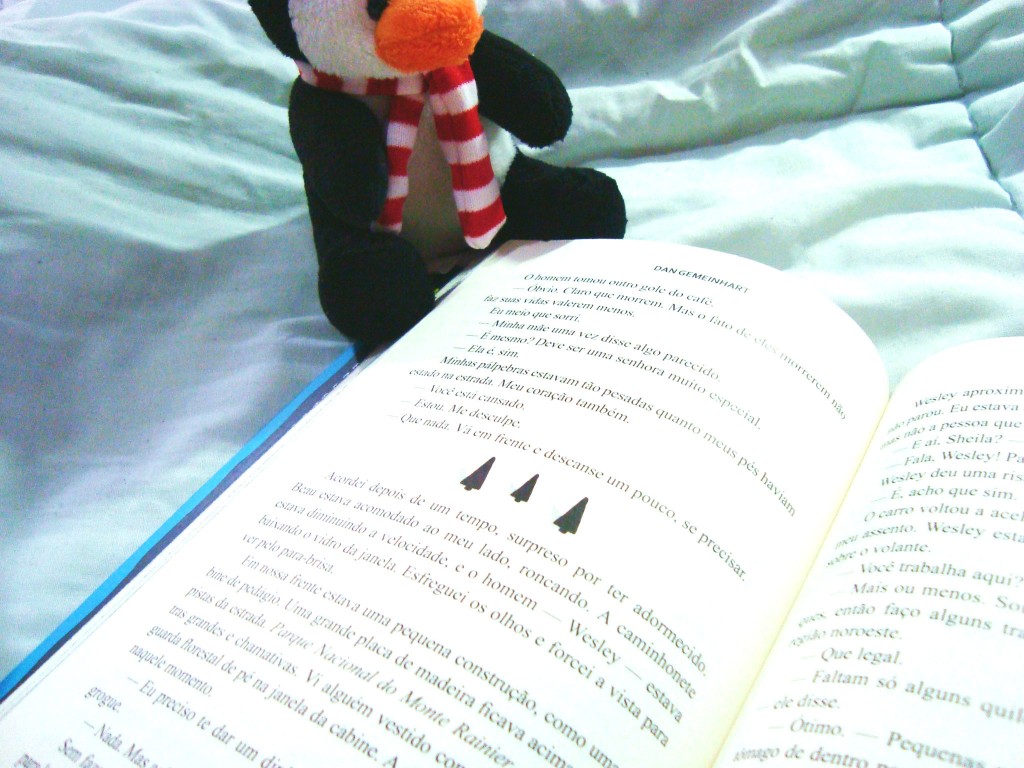 DAN GEMEINHART
O homem tomou outro gole do café.
— Óbvio. Claro que morrem. Mas o fato de eles morrerem não
faz suas vidas valerem menos.
Eu meio que sorri.
— Minha mãe uma vez disse algo parecido.
— É mesmo? Deve ser uma senhora muito especial.
— Ela é, sim.
Minhas pálpebras estavam tão pesadas quanto meus pés haviam
estado na estrada. Meu coração também.
— Você está cansado.
— Estou. Me desculpe.
— Que nada. Vá em frente e descanse um pouco, se precisar.
Acordei depois de um tempo, surpreso por ter adormecido.
Beau estava acomodado ao meu lado, roncando. A caminhonete
estava diminuindo a velocidade, e o homem — Wesley — estava
baixando o vidro da janela. Esfreguei os olhos e forcei a vista para
ver pelo para-brisa.
Em nossa frente estava uma pequena construção, como uma
bine de pedágio. Uma grande placa de madeira ficava acima
pistas da estrada. Parque Nacional do Monte Rainier
tras grandes e chamativas. Vi alguém vestido
guarda florestal de pé na janela da cabine. A
naquele momento.
— Eu preciso te dar um
grogue.
— Nada. Mas
Sem
Wesley
não parou. Eu estava
mas não a pessoa que
— E aí, Sheila? —
— Fala, Wesley!
Wesley deu uma
— É, acho que sim.
O carro voltou a
meu assento. Wesley
sobre o volante.
— Você trabalha aqui?
— Mais ou menos.
então faço alguns
noroeste.
— Que legal.
— Faltam só alguns
ele disse.
— Ótimo. — Pequenas
de dentro